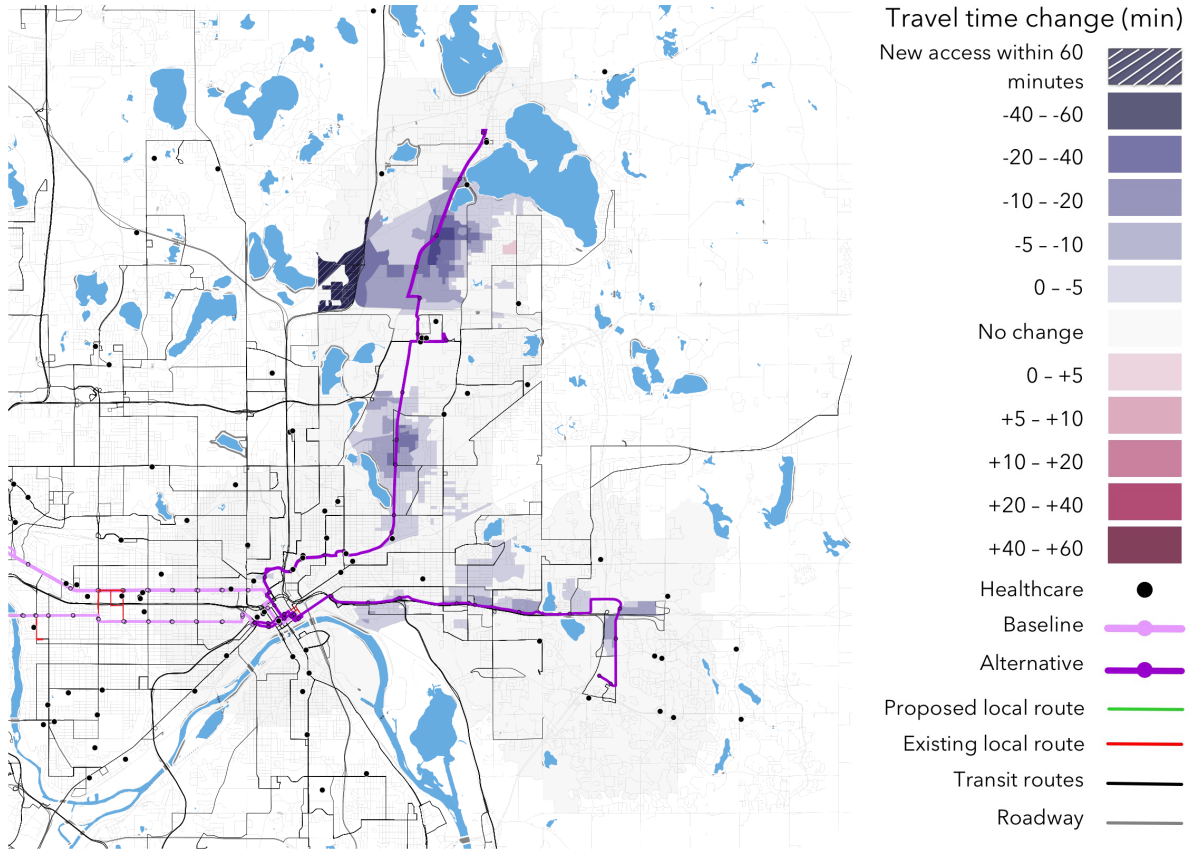 Travel time change (min)
New access within 60
minutes
-40 – -60
-20 – -40
-10 – -20
-5 – -10
0 – -5
No change
0 – +5
+5 – +10
+10 – +20
+20 – +40
+40 – +60
Healthcare
Baseline
Alternative
Proposed local route
Existing local route
Transit routes
Roadway